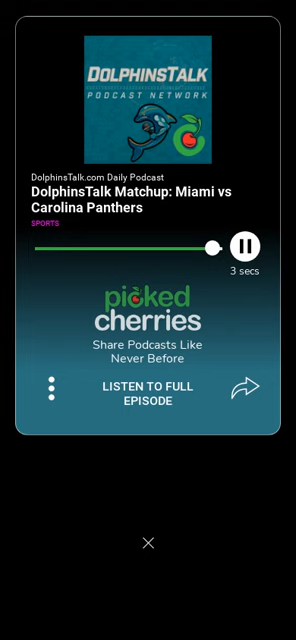 DOLPHINSTALK
PODCAST NETWORK
DolphinsTalk.com Daily Podcast
DolphinsTalk Matchup: Miami vs
Carolina Panthers
SPORTS
3 secs
picked
cherries
Share Podcasts Like
Never Before
LISTEN TO FULL
EPISODE